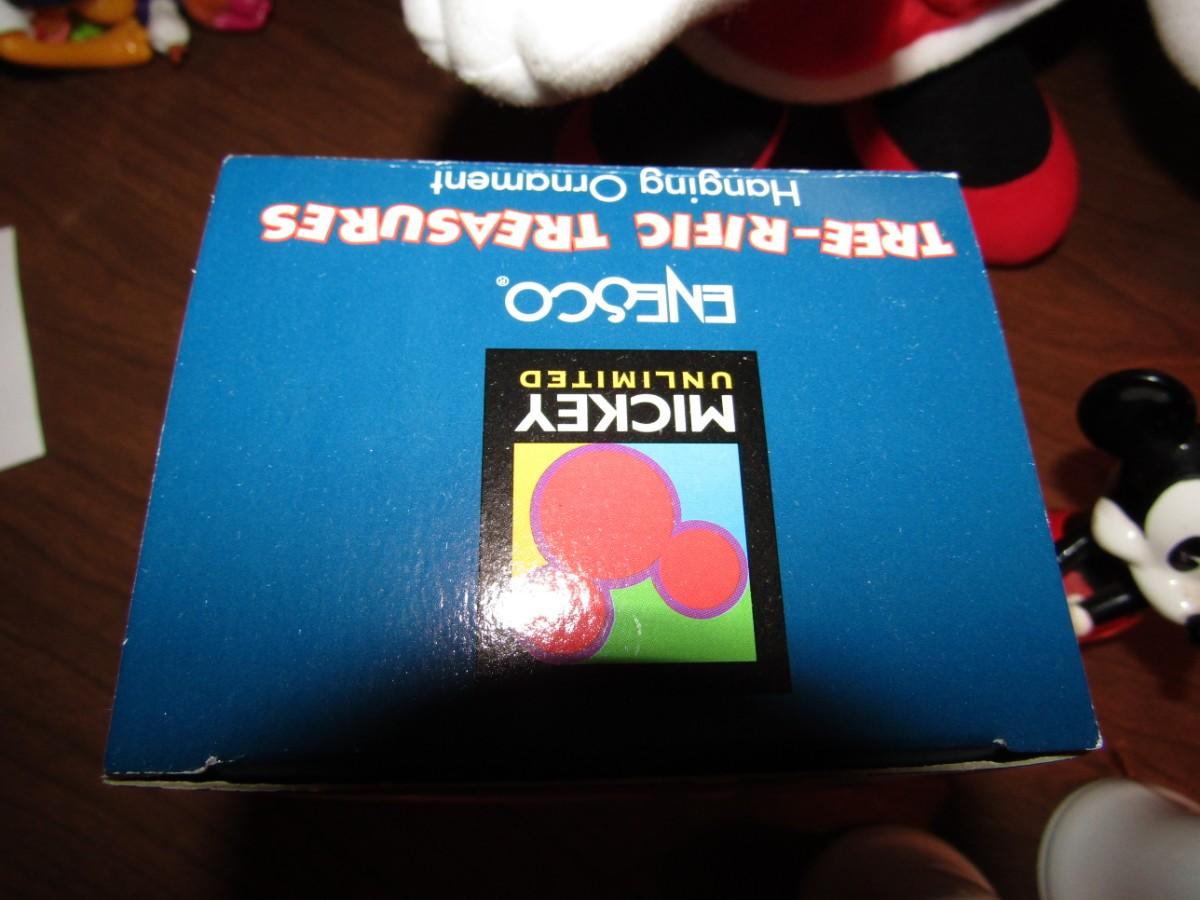 MICKEY
UNLIMITED
ENESCO®
TREE-RIFIC TREASURES
Hanging Ornament